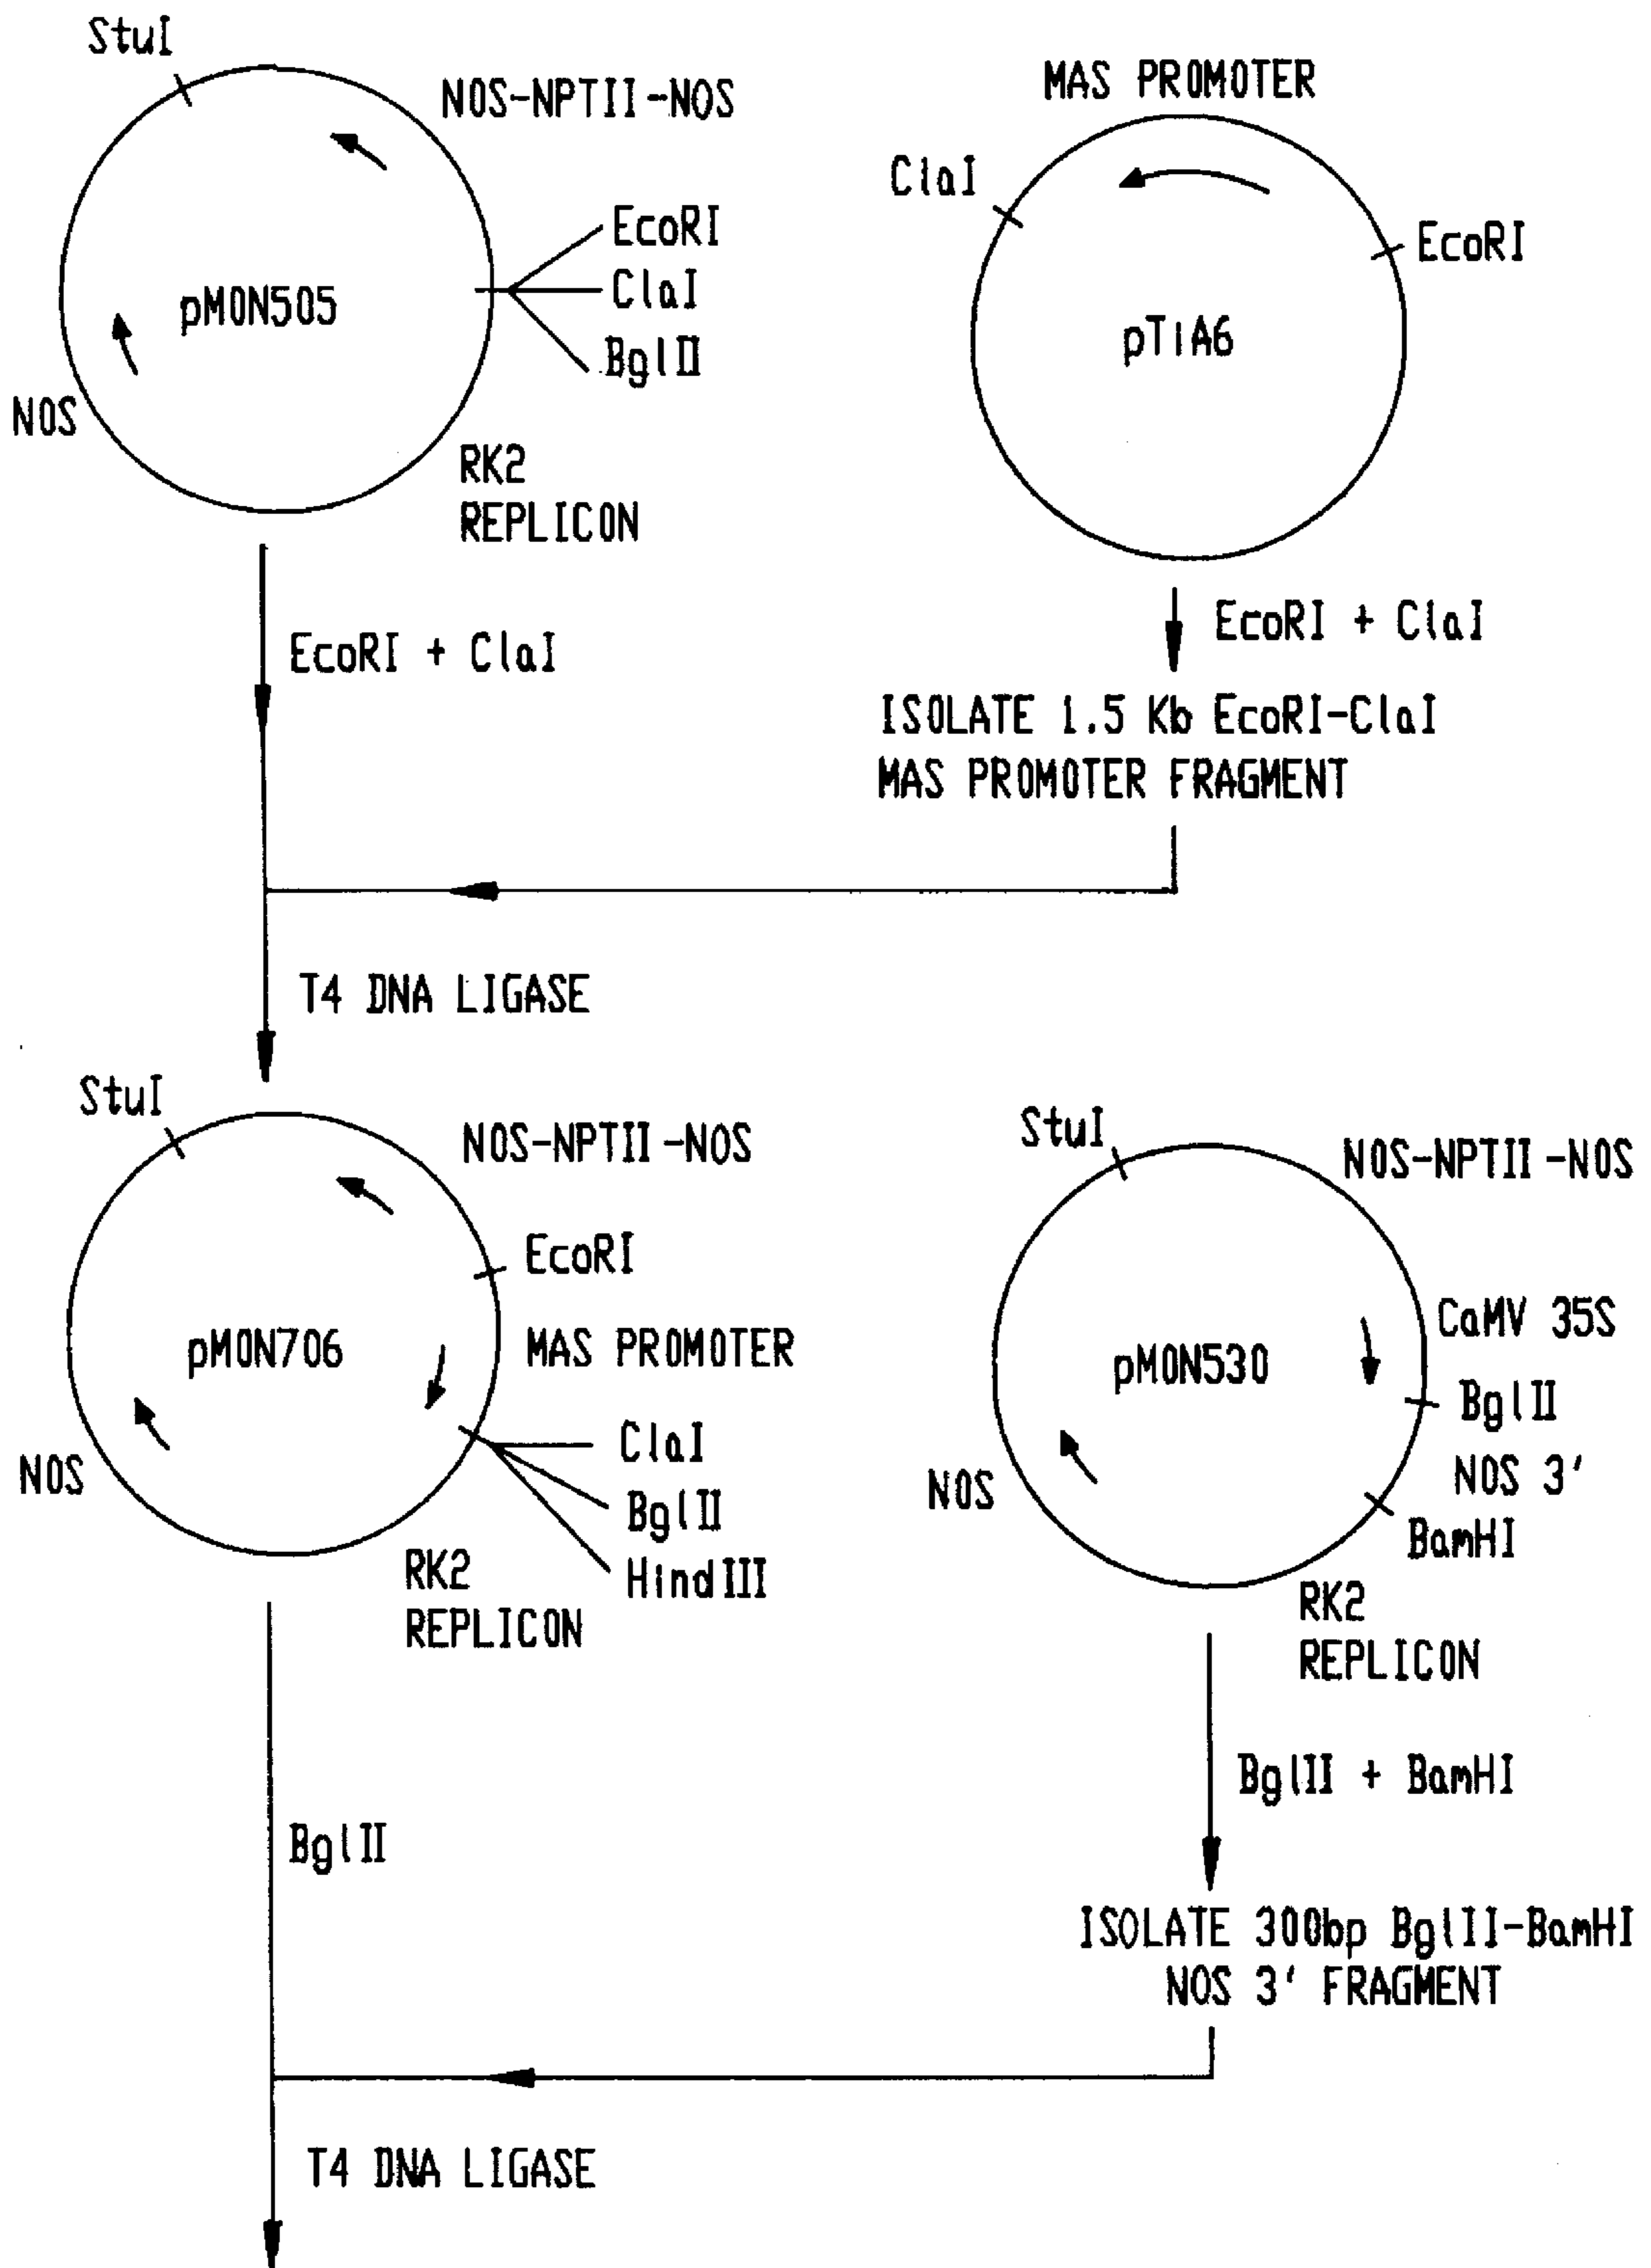 StuI
NOS-NPTII-NOS
EcoRI
ClaI
BglII
pMON505
NOS
RK2
REPLICON
MAS PROMOTER
ClaI
EcoRI
pTiA6
EcoRI + ClaI
EcoRI + ClaI
ISOLATE 1.5 Kb EcoRI-ClaI
MAS PROMOTER FRAGMENT
T4 DNA LIGASE
StuI
NOS-NPTII-NOS
EcoRI
pMON706
MAS PROMOTER
ClaI
BglII
HindIII
NOS
RK2
REPLICON
StuI
NOS-NPTII-NOS
CaMV 35S
pMON530
BglII
NOS 3'
BamHI
NOS
RK2
REPLICON
BglII + BamHI
BglII
ISOLATE 300bp BglII-BamHI
NOS 3' FRAGMENT
T4 DNA LIGASE